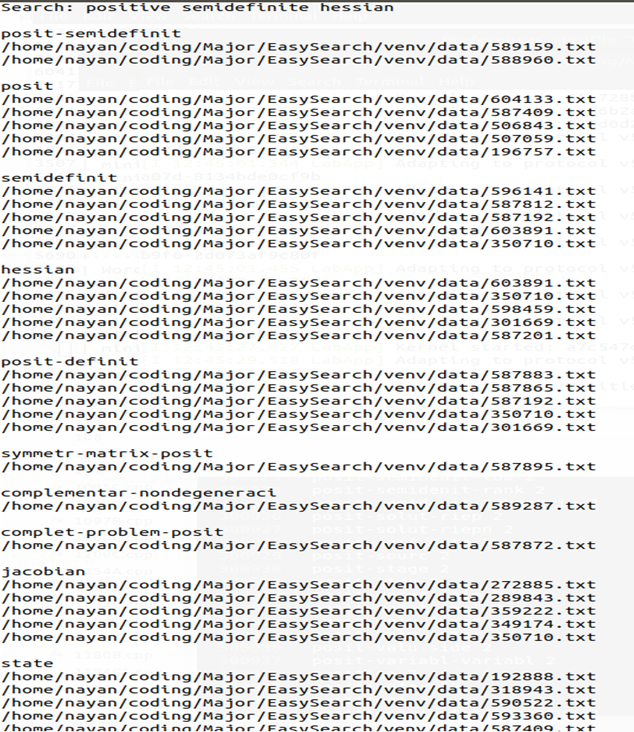 Search: positive semidefinite hessian
posit-semidefinit
/home/nayan/coding/Major/EasySearch/venv/data/589159.txt
/home/nayan/coding/Major/EasySearch/venv/data/588960.txt
posit
/home/nayan/coding/Major/EasySearch/venv/data/604133.txt
/home/nayan/coding/Major/EasySearch/venv/data/587409.txt
/home/nayan/coding/Major/EasySearch/venv/data/506843.txt
/home/nayan/coding/Major/EasySearch/venv/data/507059.txt
/home/nayan/coding/Major/EasySearch/venv/data/196757.txt
semidefinit
/home/nayan/coding/Major/EasySearch/venv/data/596141.txt
/home/nayan/coding/Major/EasySearch/venv/data/587812.txt
/home/nayan/coding/Major/EasySearch/venv/data/587192.txt
/home/nayan/coding/Major/EasySearch/venv/data/603891.txt
/home/nayan/coding/Major/EasySearch/venv/data/350710.txt
hessian
/home/nayan/coding/Major/EasySearch/venv/data/603891.txt
/home/nayan/coding/Major/EasySearch/venv/data/350710.txt
/home/nayan/coding/Major/EasySearch/venv/data/598459.txt
/home/nayan/coding/Major/EasySearch/venv/data/301669.txt
/home/nayan/coding/Major/EasySearch/venv/data/587201.txt
posit-definit
/home/nayan/coding/Major/EasySearch/venv/data/587883.txt
/home/nayan/coding/Major/EasySearch/venv/data/587865.txt
/home/nayan/coding/Major/EasySearch/venv/data/587192.txt
/home/nayan/coding/Major/EasySearch/venv/data/350710.txt
/home/nayan/coding/Major/EasySearch/venv/data/301669.txt
symmetr-matrix-posit
/home/nayan/coding/Major/EasySearch/venv/data/587895.txt
complementar-nondegeneraci
/home/nayan/coding/Major/EasySearch/venv/data/589287.txt
complet-problem-posit
/home/nayan/coding/Major/EasySearch/venv/data/587872.txt
jacobian
/home/nayan/coding/Major/EasySearch/venv/data/272885.txt
/home/nayan/coding/Major/EasySearch/venv/data/289843.txt
/home/nayan/coding/Major/EasySearch/venv/data/359222.txt
/home/nayan/coding/Major/EasySearch/venv/data/349174.txt
/home/nayan/coding/Major/EasySearch/venv/data/350710.txt
state
/home/nayan/coding/Major/EasySearch/venv/data/192888.txt
/home/nayan/coding/Major/EasySearch/venv/data/318943.txt
/home/nayan/coding/Major/EasySearch/venv/data/590522.txt
/home/nayan/coding/Major/EasySearch/venv/data/593360.txt
/home/nayan/coding/Major/EasySearch/venv/data/587409.txt